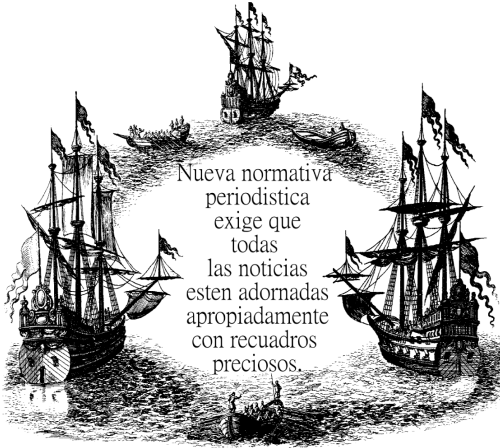 Nueva normativa
periodistica
exige que
todas
las noticias
esten adornadas
apropiadamente
con recuadros
preciosos.